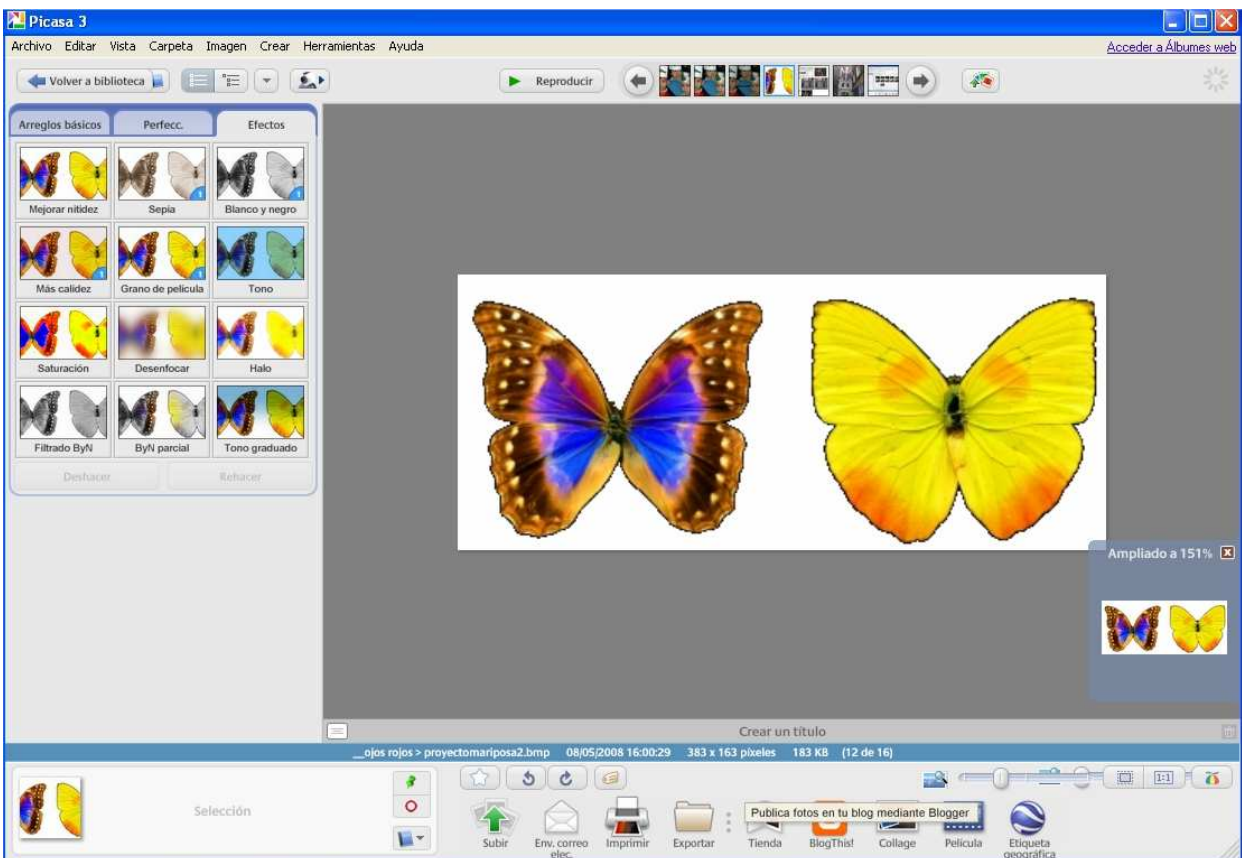 Picasa 3
Archivo Editar Vista Carpeta Imagen Crear Herramientas Ayuda
Acceder a Álbumes web
Volver a biblioteca
Reproducir
Arreglos básicos Perfecc. Efectos
Mejorar nitidez Sepia Blanco y negro
Más calidez Grano de película Tono
Saturación Desenfocar Halo
Filtrado ByN ByN parcial Tono graduado
Deshacer Rehacer
Ampliado a 151%
Crear un título
__ojos rojos > proyectomariposa2.bmp 08/05/2008 16:00:29 383 x 163 píxeles 183 KB (12 de 16)
Selección
1:1
Publica fotos en tu blog mediante Blogger
Subir Env. correo elec. Imprimir Exportar Tienda BlogThis! Collage Película Etiqueta geográfica